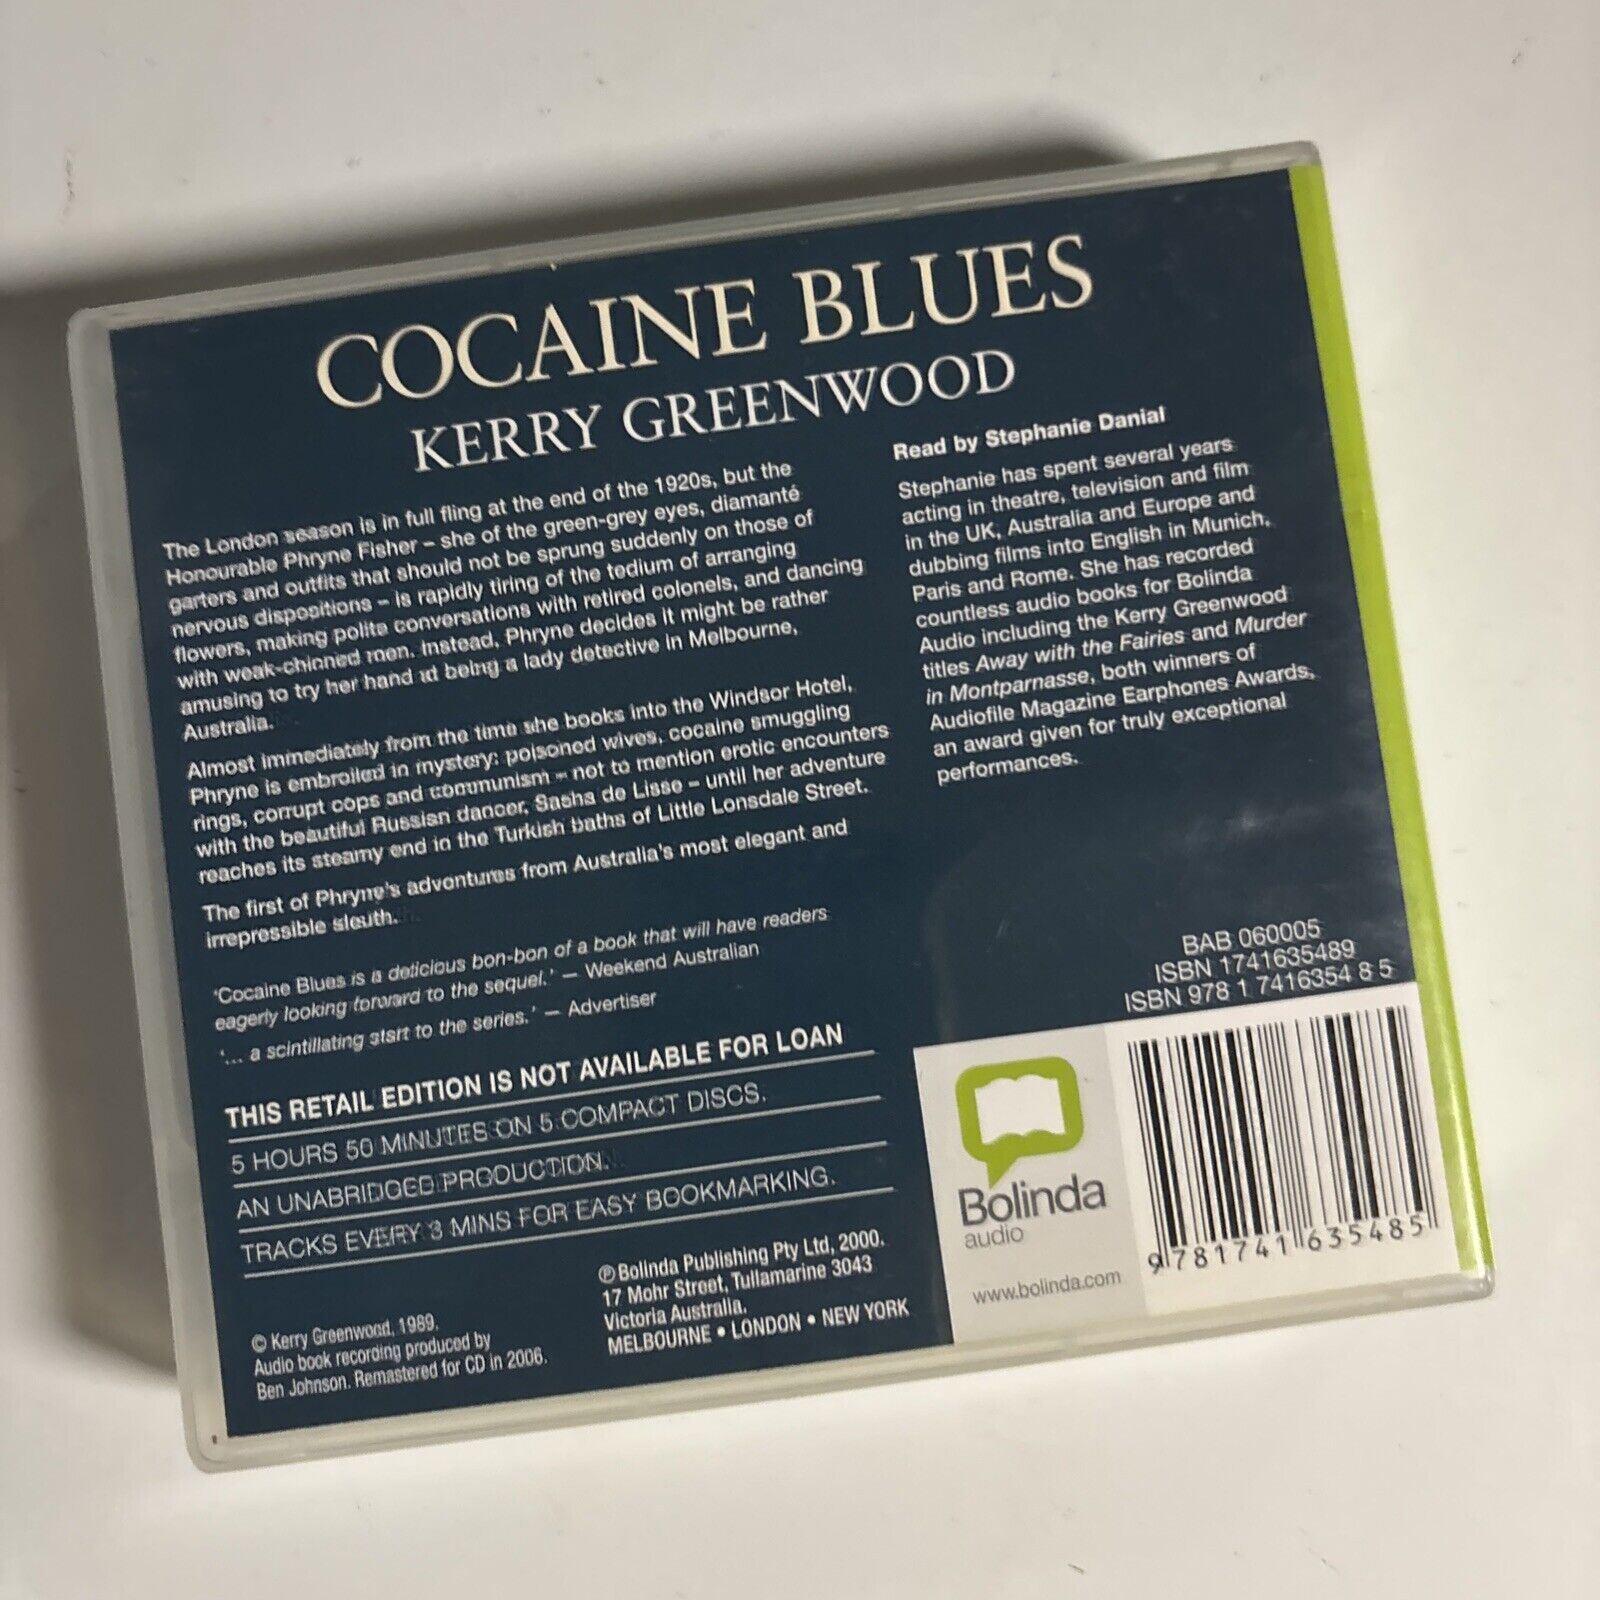 COCAINE BLUES
KERRY GREENWOOD
The London season is in full fling at the end of the 1920s, but the
Honourable Phryne Fisher – she of the green-grey eyes, diamanté
garters and outfits that should not be sprung suddenly on those of
nervous dispositions – is rapidly tiring of the tedium of arranging
flowers, making polite conversations with retired colonels, and dancing
with weak-chinned men. Instead, Phryne decides it might be rather
amusing to try her hand at being a lady detective in Melbourne,
Australia.
Almost immediately from the time she books into the Windsor Hotel,
Phryne is embroiled in mystery: poisoned wives, cocaine smuggling
rings, corrupt cops and communism – not to mention erotic encounters
with the beautiful Russian dancer, Sasha de Lisse – until her adventure
reaches its steamy end in the Turkish baths of Little Lonsdale Street.
The first of Phryne's adventures from Australia's most elegant and
irrepressible sleuth.
'Cocaine Blues is a delicious bon-bon of a book that will have readers
eagerly looking forward to the sequel.' – Weekend Australian
'... a scintillating start to the series.' – Advertiser
THIS RETAIL EDITION IS NOT AVAILABLE FOR LOAN
5 HOURS 50 MINUTES ON 5 COMPACT DISCS.
AN UNABRIDGED PRODUCTION.
TRACKS EVERY 3 MINS FOR EASY BOOKMARKING.
© Kerry Greenwood, 1989.
Audio book recording produced by
Ben Johnson. Remastered for CD in 2006.
℗ Bolinda Publishing Pty Ltd, 2000.
17 Mohr Street, Tullamarine 3043
Victoria Australia.
MELBOURNE • LONDON • NEW YORK
Read by Stephanie Danial
Stephanie has spent several years
acting in theatre, television and film
in the UK, Australia and Europe and
dubbing films into English in Munich,
Paris and Rome. She has recorded
countless audio books for Bolinda
Audio including the Kerry Greenwood
titles Away with the Fairies and Murder
in Montparnasse, both winners of
Audiofile Magazine Earphones Awards,
an award given for truly exceptional
performances.
BAB 060005
ISBN 1741635489
ISBN 978 1 7416354 8 5
Bolinda
audio
www.bolinda.com
9 781741 635485